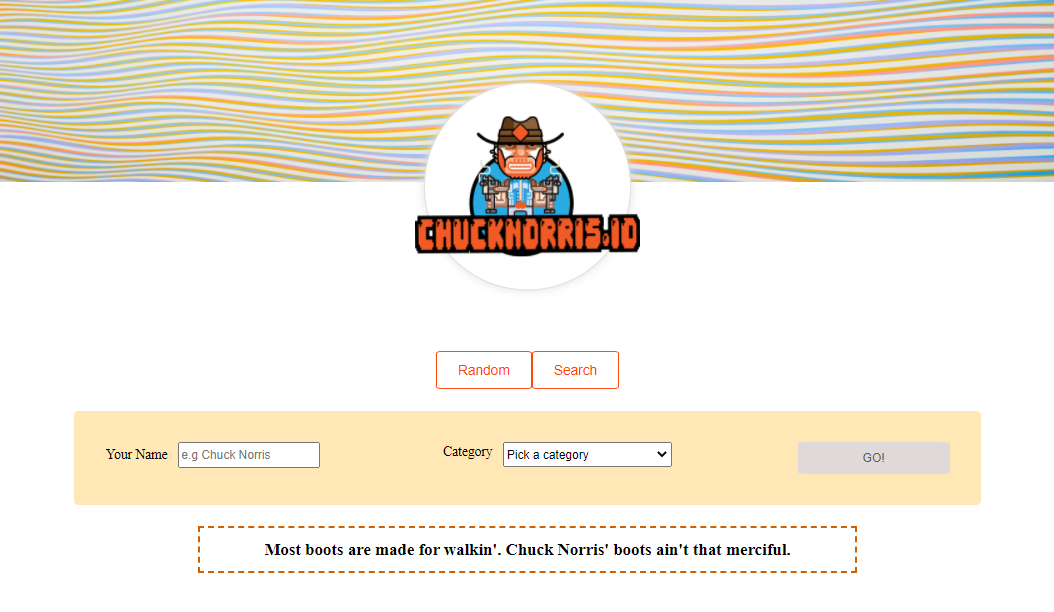 CHUCKNORRIS.IO
Random Search
Your Name e.g Chuck Norris Category Pick a category GO!
Most boots are made for walkin'. Chuck Norris' boots ain't that merciful.